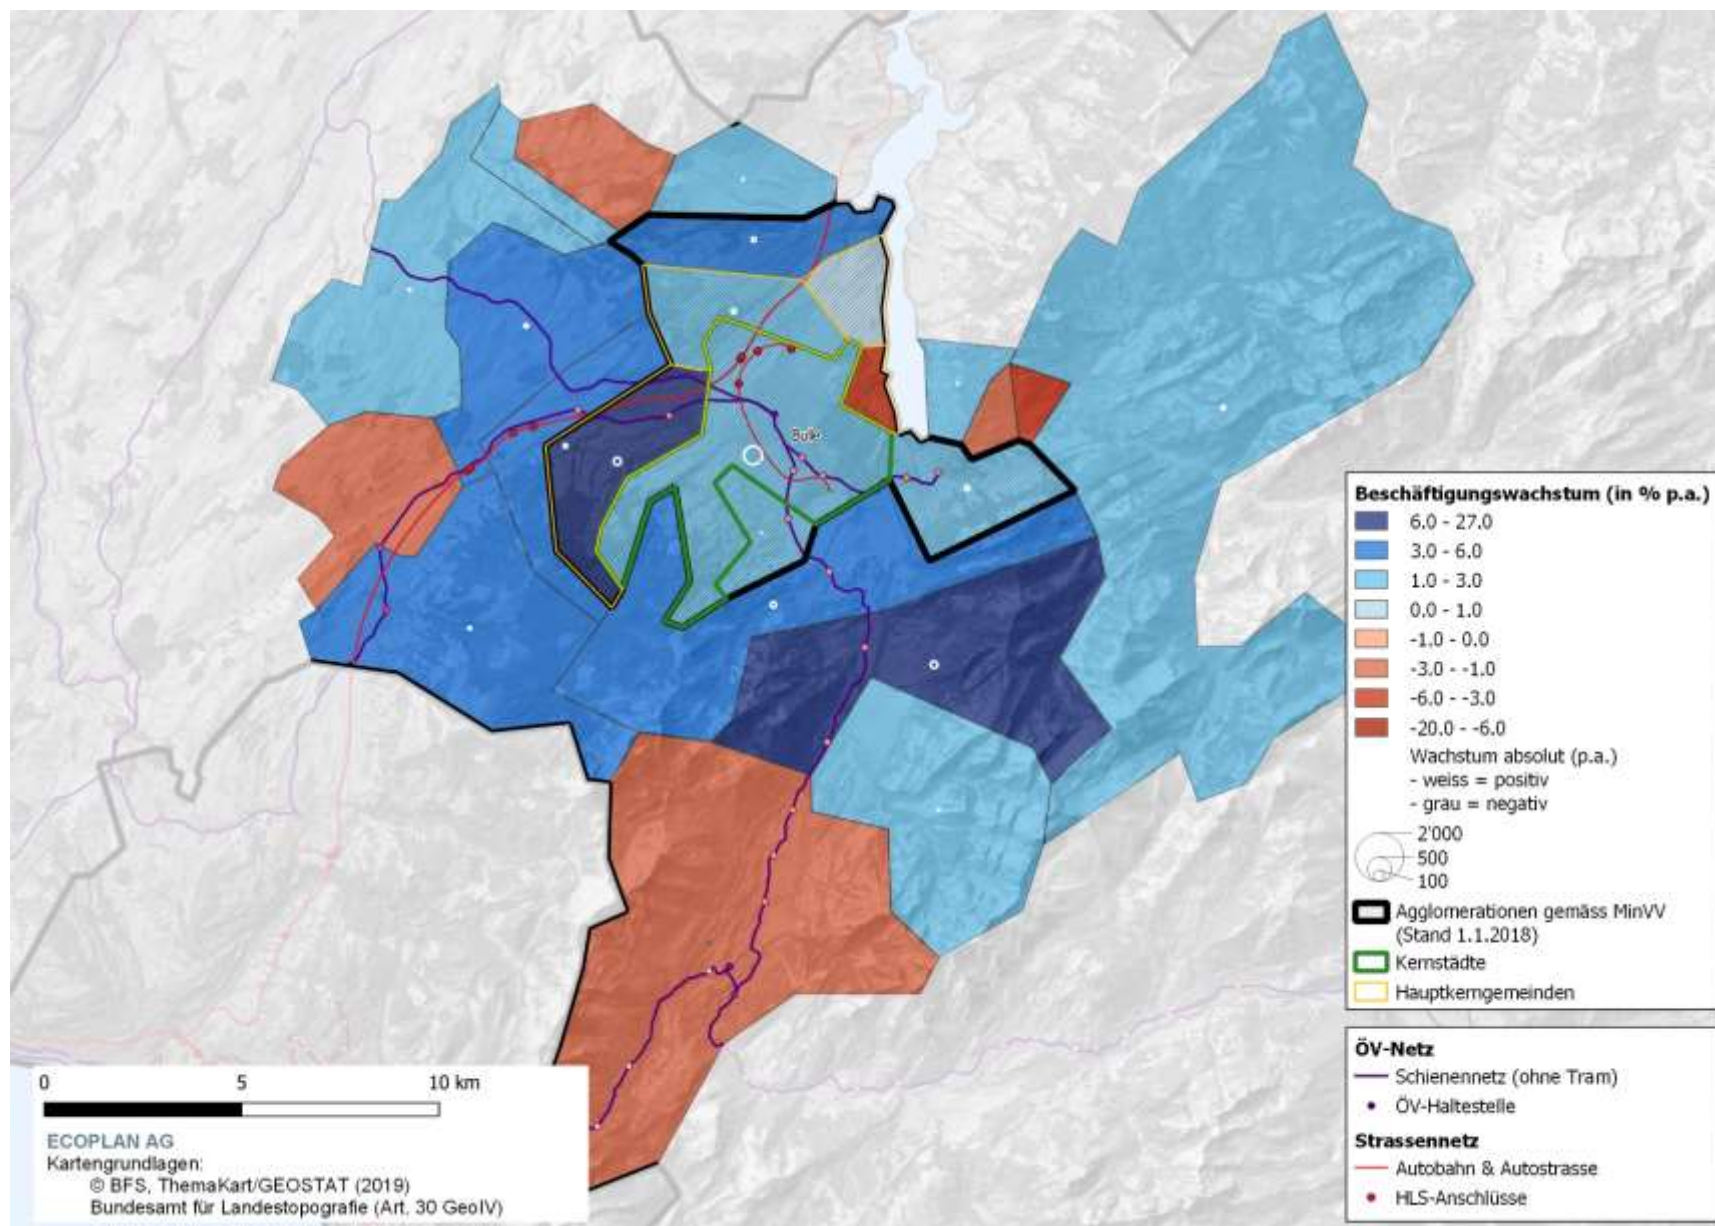 Bulle
Beschäftigungswachstum (in % p.a.)
6.0 - 27.0
3.0 - 6.0
1.0 - 3.0
0.0 - 1.0
-1.0 - 0.0
-3.0 - -1.0
-6.0 - -3.0
-20.0 - -6.0
Wachstum absolut (p.a.)
- weiss = positiv
- grau = negativ
2'000
500
100
Agglomerationen gemäss MinVV
(Stand 1.1.2018)
Kernstädte
Hauptkerngemeinden
ÖV-Netz
Schienennetz (ohne Tram)
ÖV-Haltestelle
Strassennetz
Autobahn & Autostrasse
HLS-Anschlüsse
0 5 10 km
ECOPLAN AG
Kartengrundlagen:
© BFS, ThemaKart/GEOSTAT (2019)
Bundesamt für Landestopografie (Art. 30 GeoIV)